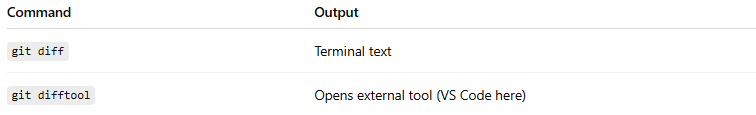 Command Output
git diff Terminal text
git difftool Opens external tool (VS Code here)